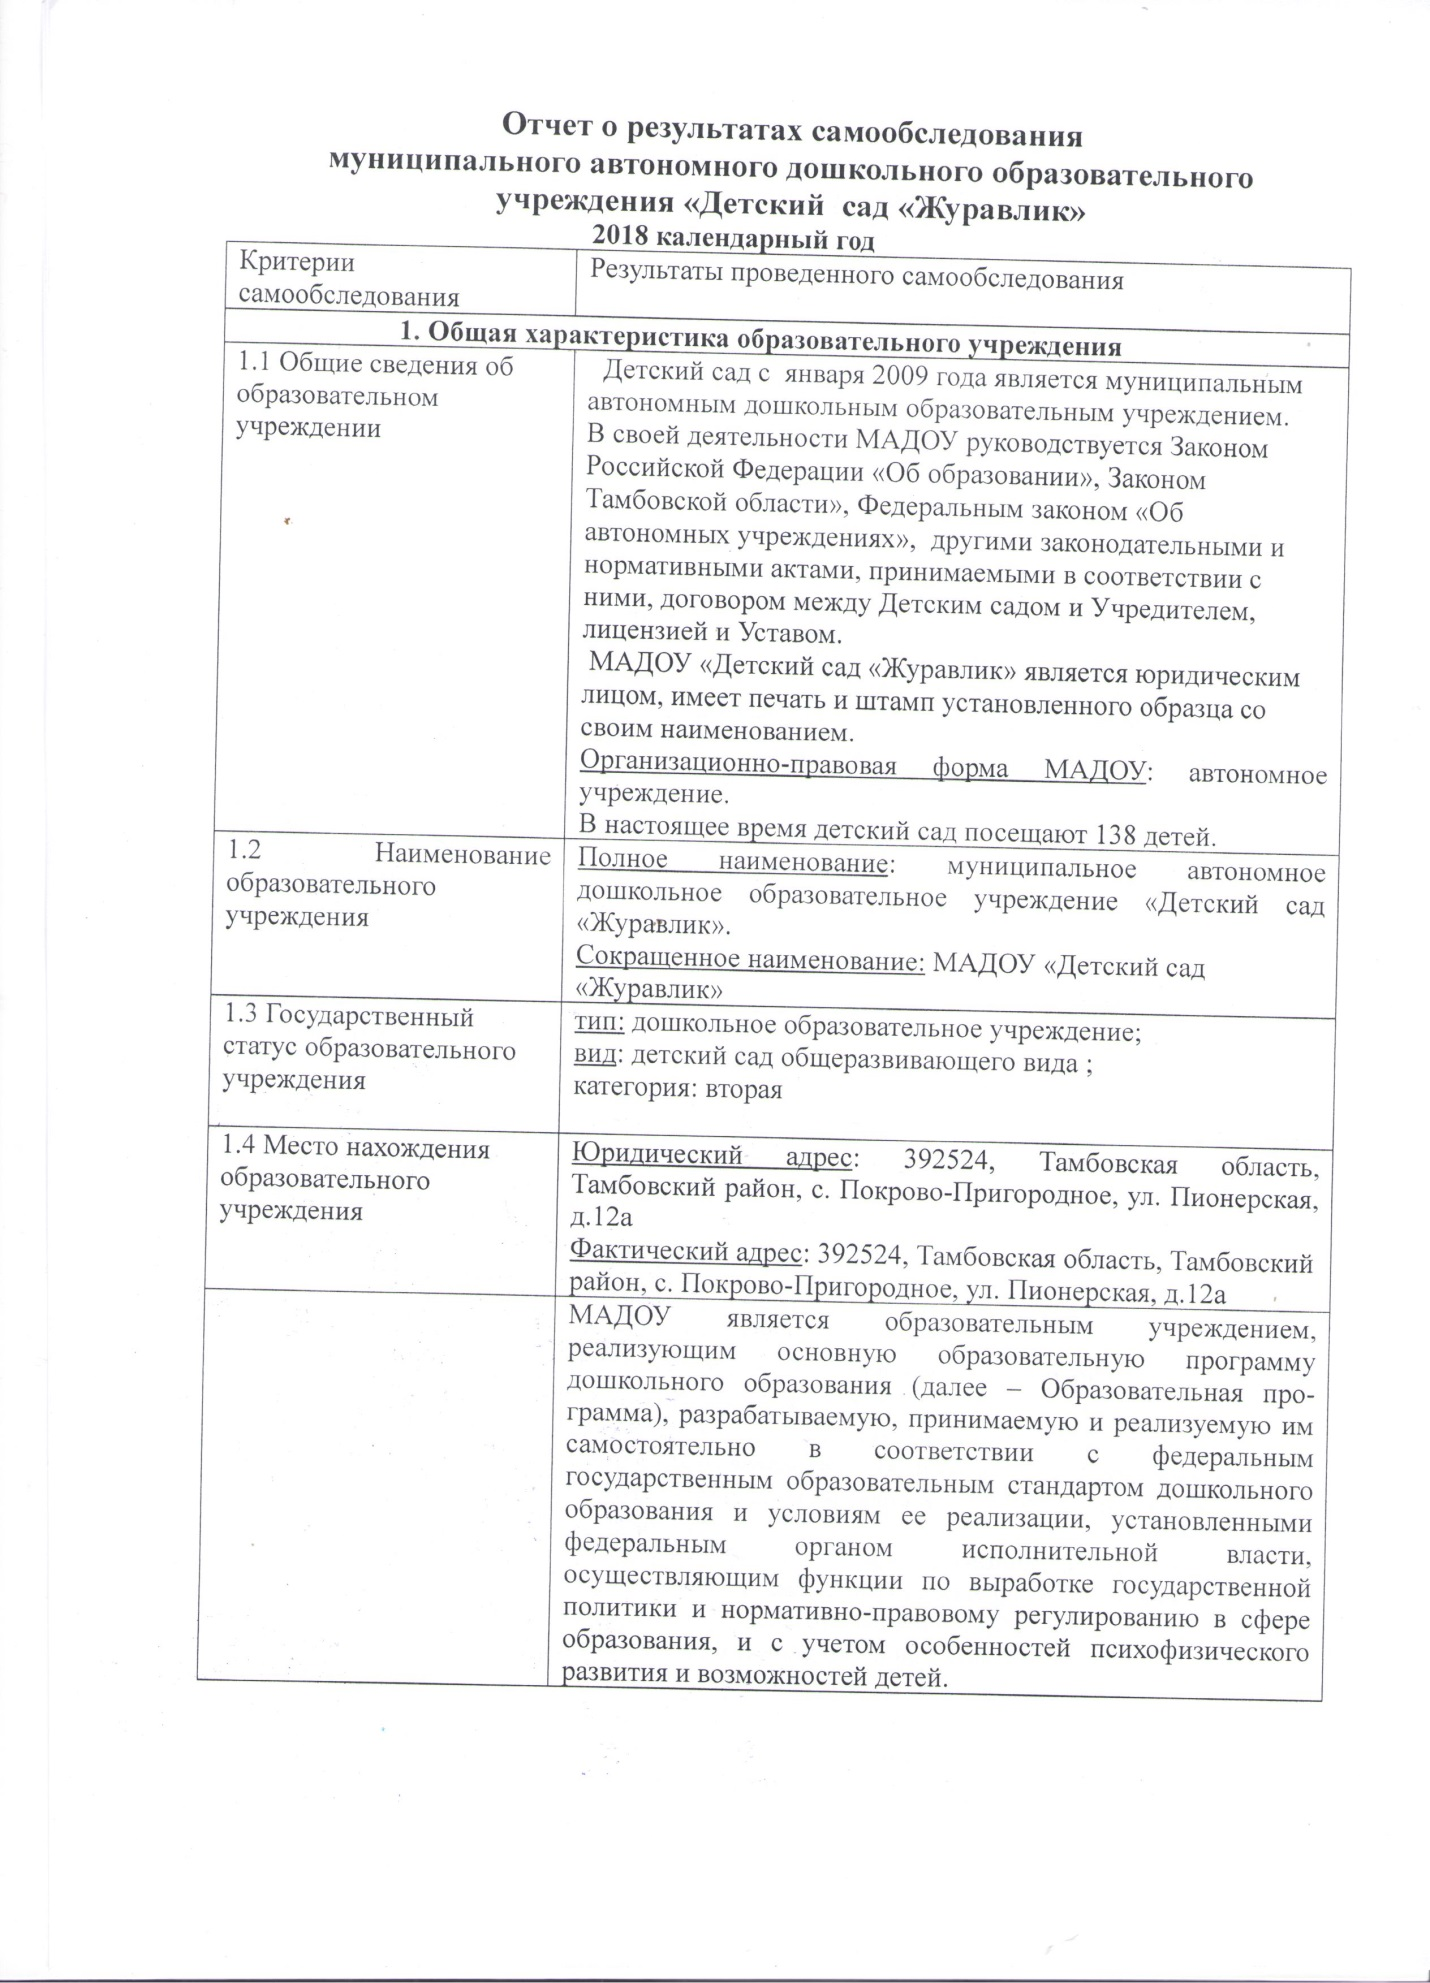 Отчет о результатах самообследования
муниципального автономного дошкольного образовательного
учреждения «Детский сад «Журавлик»
2018 календарный год
Критерии
самообследования
Результаты проведенного самообследования
1. Общая характеристика образовательного учреждения
1.1 Общие сведения об
образовательном
учреждении
Детский сад с января 2009 года является муниципальным
автономным дошкольным образовательным учреждением.
В своей деятельности МАДОУ руководствуется Законом
Российской Федерации «Об образовании», Законом
Тамбовской области», Федеральным законом «Об
автономных учреждениях», другими законодательными и
нормативными актами, принимаемыми в соответствии с
ними, договором между Детским садом и Учредителем,
лицензией и Уставом.
МАДОУ «Детский сад «Журавлик» является юридическим
лицом, имеет печать и штамп установленного образца со
своим наименованием.
Организационно-правовая форма МАДОУ: автономное
учреждение.
В настоящее время детский сад посещают 138 детей.
1.2 Наименование
образовательного
учреждения
Полное наименование: муниципальное автономное
дошкольное образовательное учреждение «Детский сад
«Журавлик».
Сокращенное наименование: МАДОУ «Детский сад
«Журавлик»
1.3 Государственный
статус образовательного
учреждения
тип: дошкольное образовательное учреждение;
вид: детский сад общеразвивающего вида ;
категория: вторая
1.4 Место нахождения
образовательного
учреждения
Юридический адрес: 392524, Тамбовская область,
Тамбовский район, с. Покрово-Пригородное, ул. Пионерская,
д.12а
Фактический адрес: 392524, Тамбовская область, Тамбовский
район, с. Покрово-Пригородное, ул. Пионерская, д.12а
МАДОУ является образовательным учреждением,
реализующим основную образовательную программу
дошкольного образования (далее – Образовательная про-
грамма), разрабатываемую, принимаемую и реализуемую им
самостоятельно в соответствии с федеральным
государственным образовательным стандартом дошкольного
образования и условиям ее реализации, установленными
федеральным органом исполнительной власти,
осуществляющим функции по выработке государственной
политики и нормативно-правовому регулированию в сфере
образования, и с учетом особенностей психофизического
развития и возможностей детей.